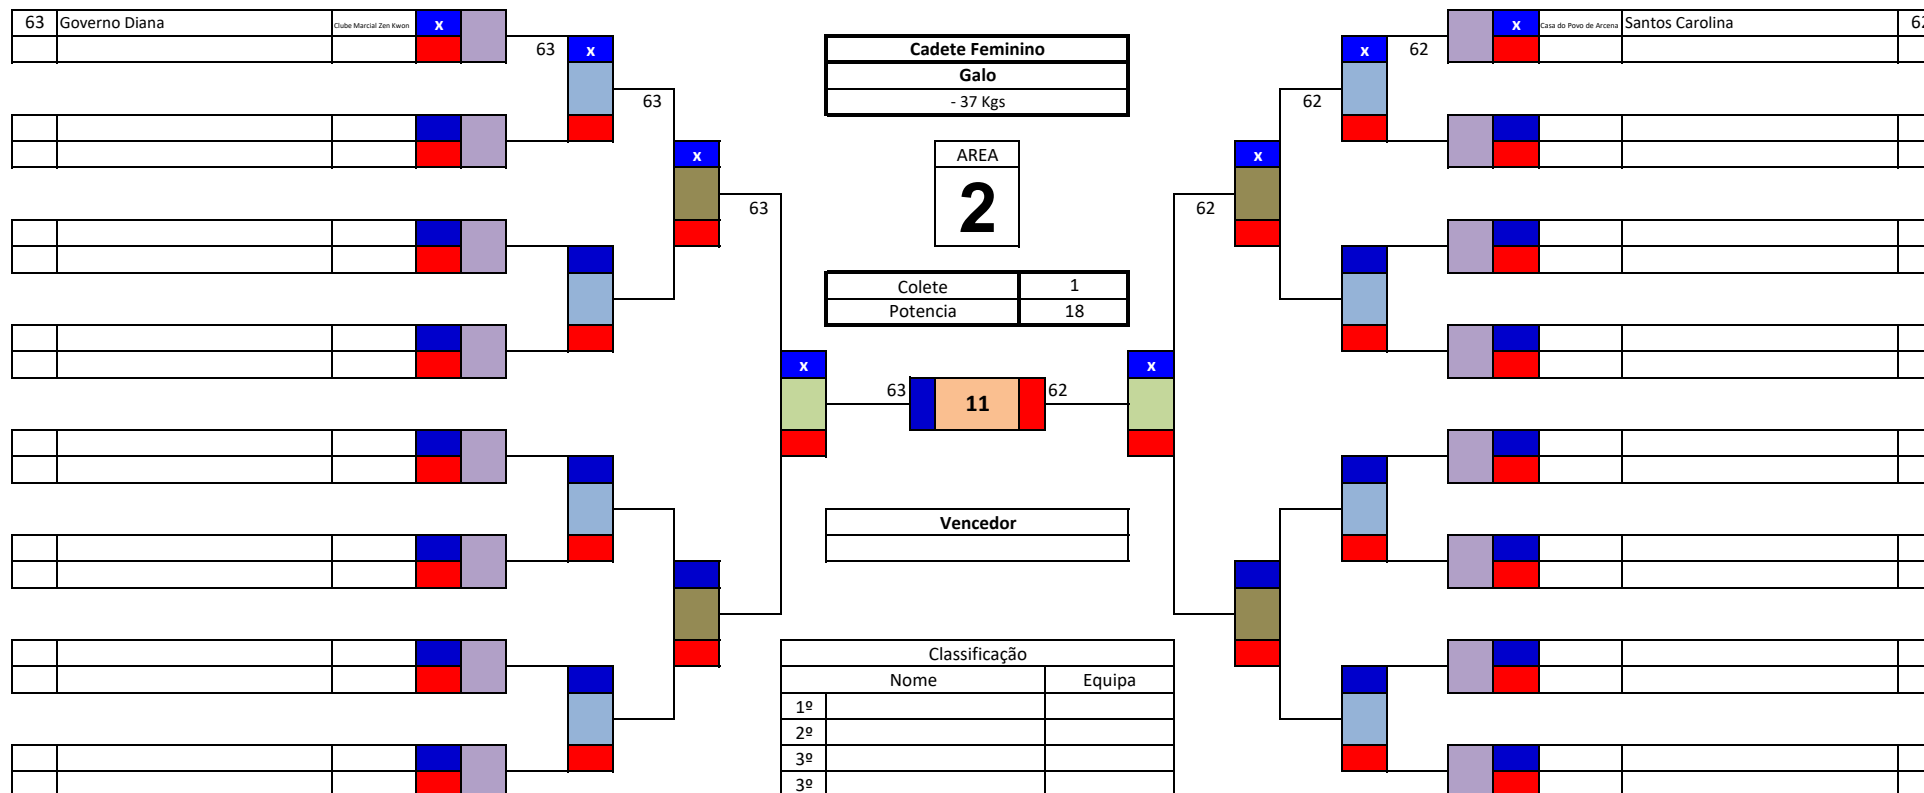 63 Governo Diana Clube Marcial Zen Kwon x
x Casa do Povo de Arcena Santos Carolina 62
63 x
x 62
Cadete Feminino
Galo
- 37 Kgs
63
62
x
AREA
x
2
63
62
Colete 1
Potencia 18
x
x
63 11 62
Vencedor
Classificação
Nome Equipa
1º
2º
3º
3º